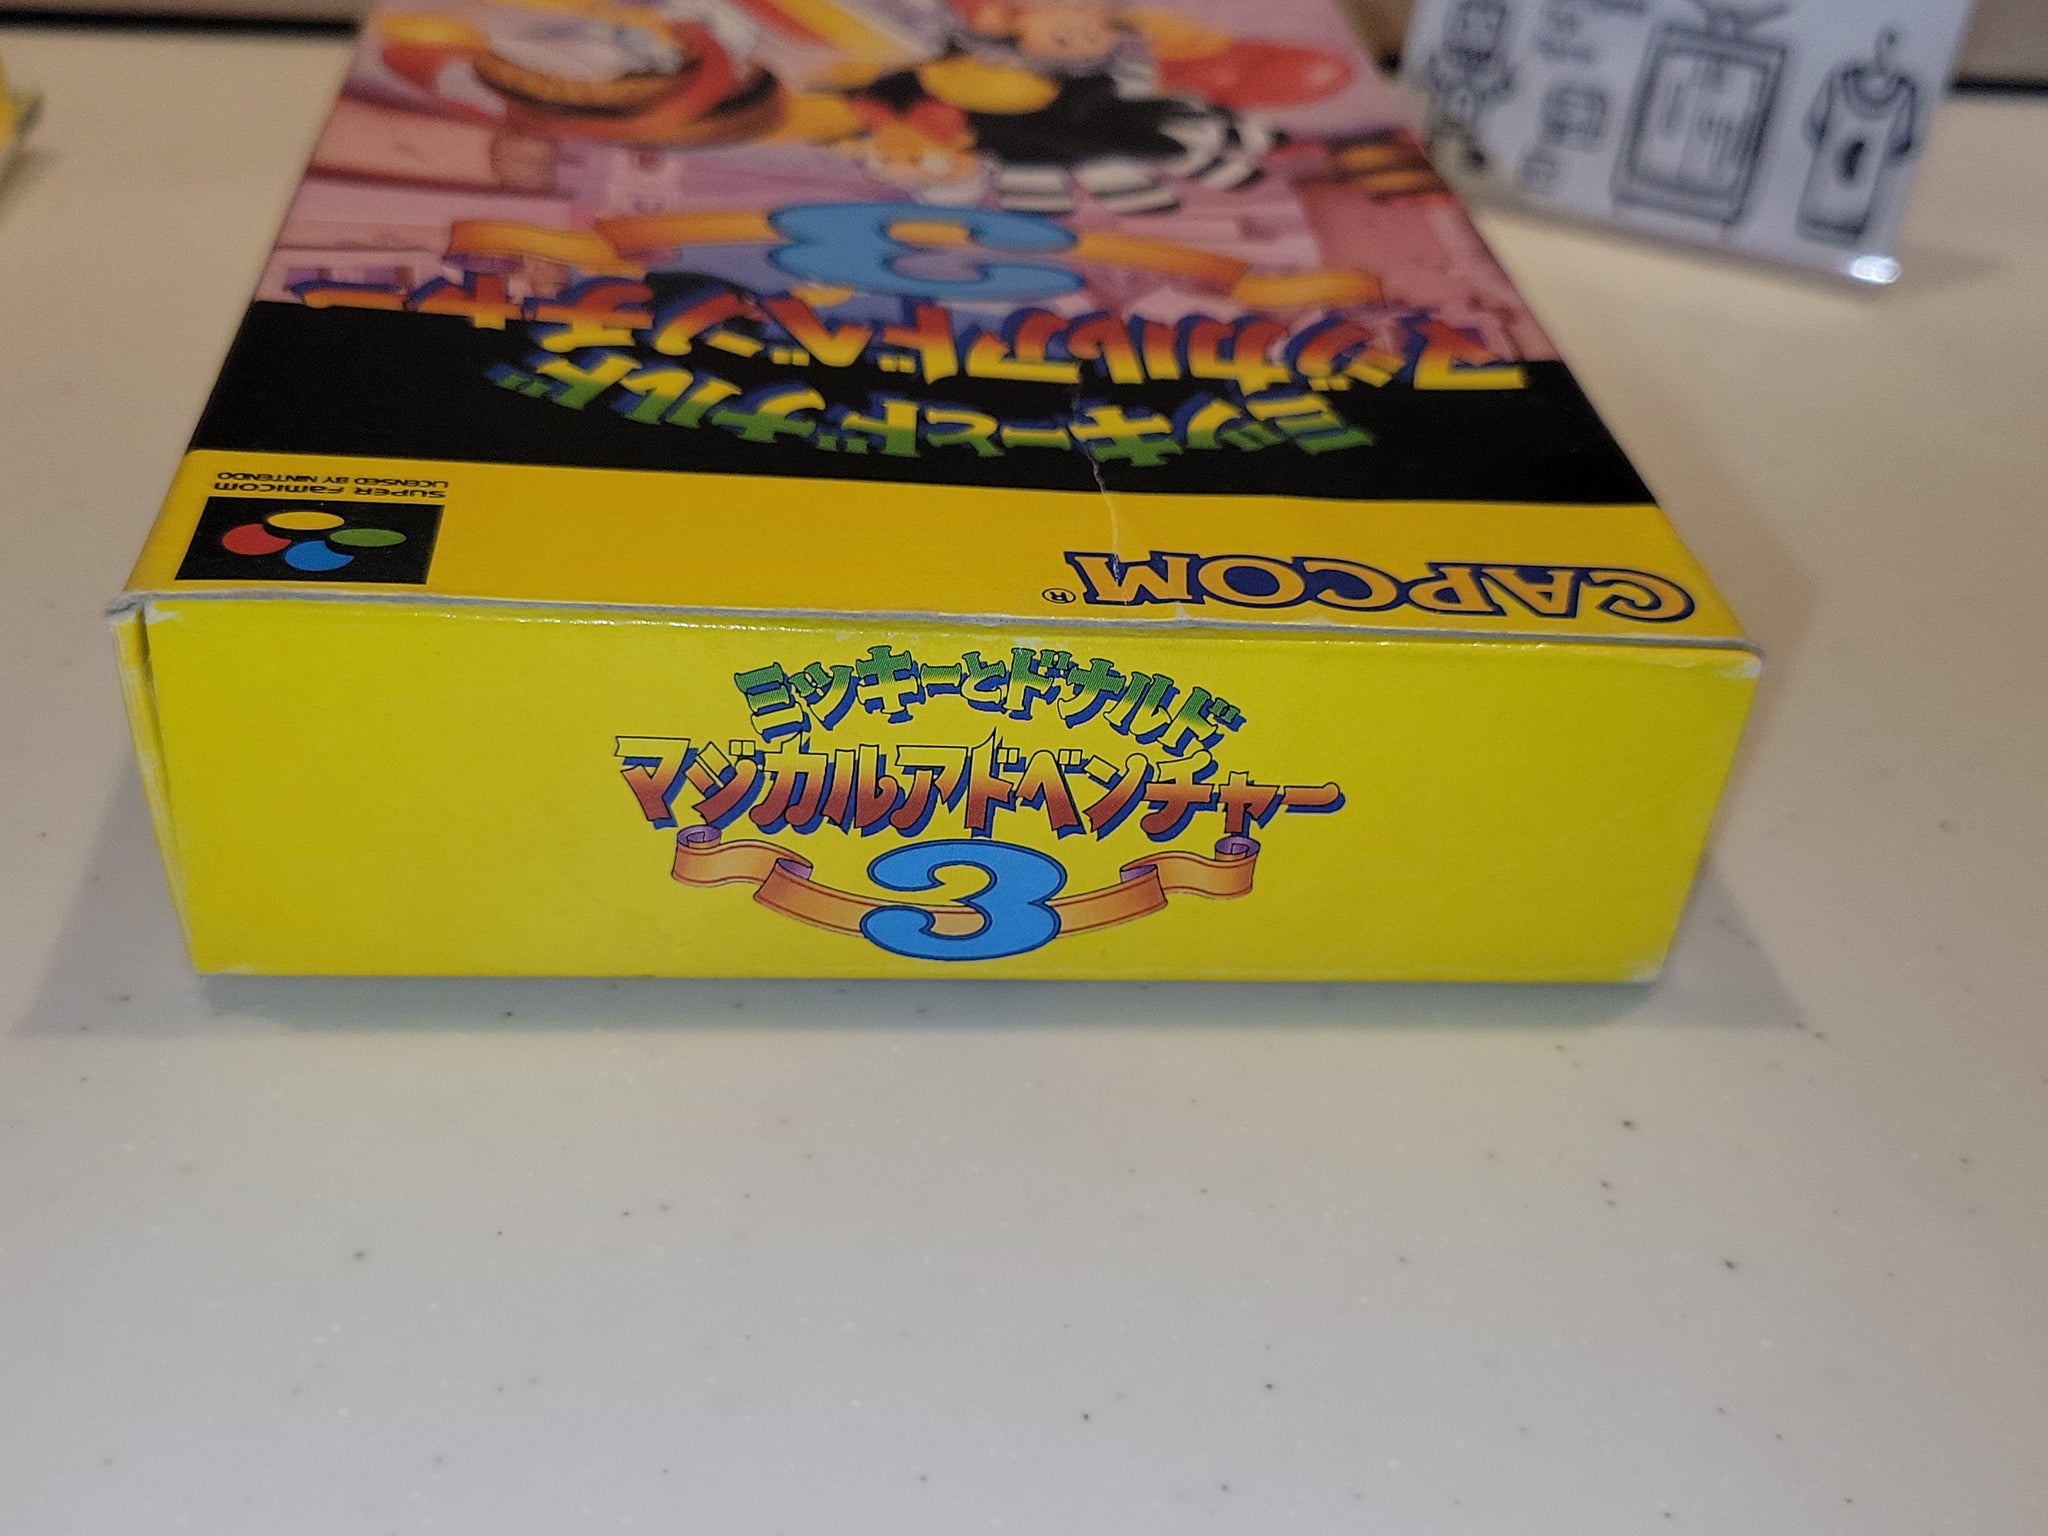 3
マジカルアドベンチャー
ミッキーとドナルド
SUPER Famicom
LICENSED BY NINTENDO
CAPCOM®
ミッキーとドナルド
マジカルアドベンチャー
3